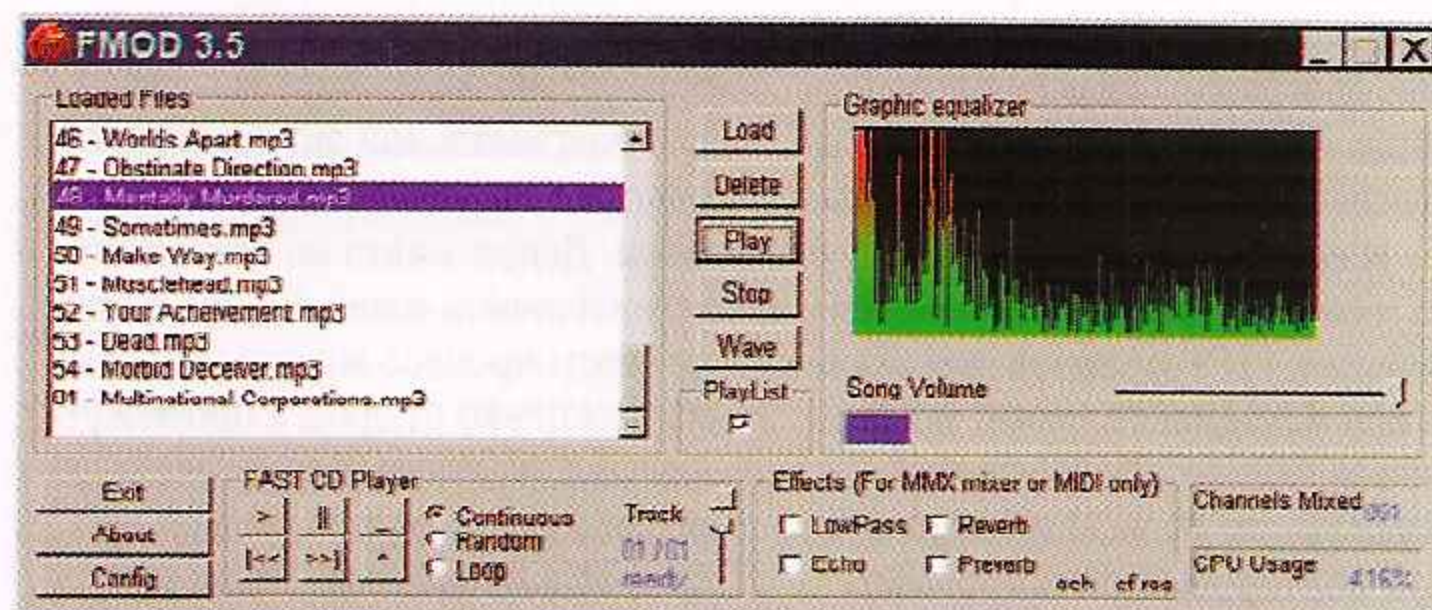 FMOD 3.5
Loaded Files
46 - Worlds Apart.mp3
47 - Obstinate Direction.mp3
48 - Mentally Murdered.mp3
49 - Sometimes.mp3
50 - Make Way.mp3
51 - Musclehead.mp3
52 - Your Acheivement.mp3
53 - Dead.mp3
54 - Morbid Deceiver.mp3
01 - Multinational Corporations.mp3
Load
Delete
Play
Stop
Wave
PlayList
Graphic equalizer
Song Volume
Exit
About
Config
FAST CD Player
> || _
|<< >>| ^
Continuous
Random
Loop
Track
01 / 01
ready
Effects (For MMX mixer or MIDI only)
LowPass Reverb
Echo Preverb
Channels Mixed 001
CPU Usage